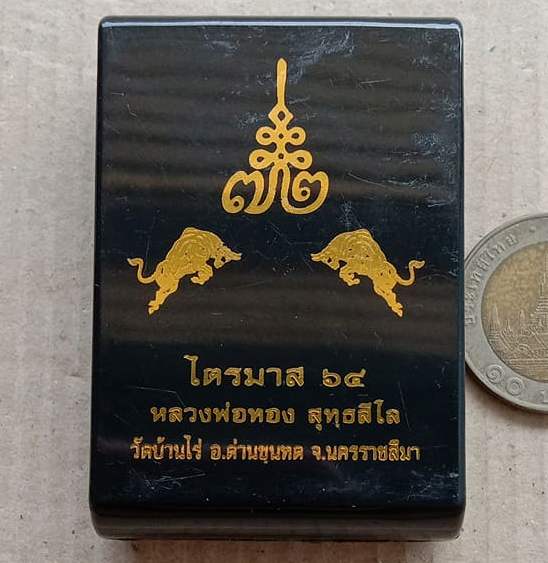 ๗๒
ไตรมาส ๖๔
หลวงพ่อทอง สุทฺธสีโล
วัดบ้านไร่ อ.ด่านขุนทด จ.นครราชสีมา
๑๐